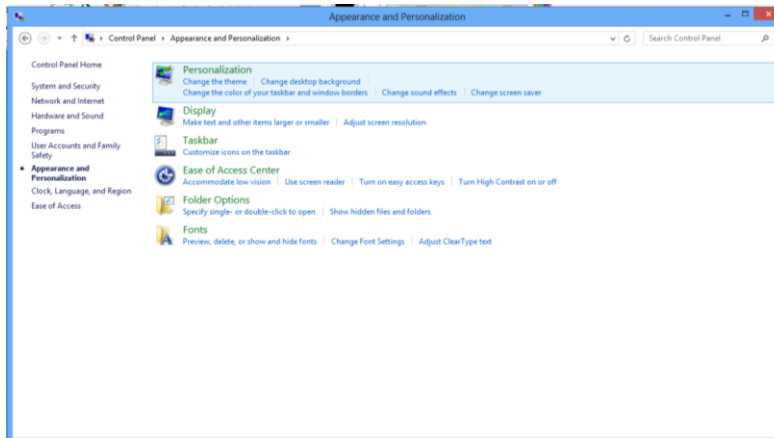 Appearance and Personalization
Control Panel Appearance and Personalization
Search Control Panel
Control Panel Home
System and Security
Network and Internet
Hardware and Sound
Programs
User Accounts and Family
Safety
Appearance and
Personalization
Clock, Language, and Region
Ease of Access
Personalization
Change the theme Change desktop background
Change the color of your taskbar and window borders Change sound effects Change screen saver
Display
Make text and other items larger or smaller Adjust screen resolution
Taskbar
Customize icons on the taskbar
Ease of Access Center
Accommodate low vision Use screen reader Turn on easy access keys Turn High Contrast on or off
Folder Options
Specify single- or double-click to open Show hidden files and folders
Fonts
Preview, delete, or show and hide fonts Change Font Settings Adjust ClearType text